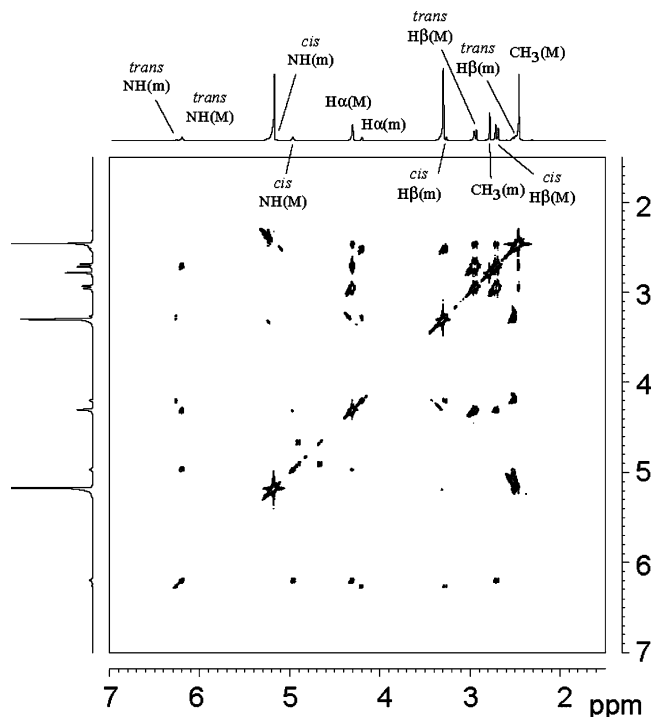 trans
NH(m)
trans
NH(M)
cis
NH(m)
Hα(M)
Hα(m)
trans
Hβ(M)
trans
Hβ(m)
CH3(M)
cis
NH(M)
cis
Hβ(m)
CH3(m)
cis
Hβ(M)
2
3
4
5
6
7
7 6 5 4 3 2 ppm